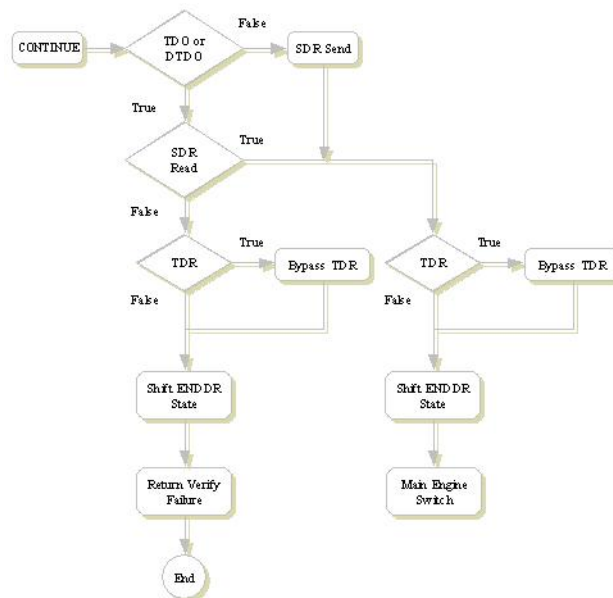 False
CONTINUE
TDO or
DTDO
SDR Send
True
True
SDR
Read
False
True
True
TDR
Bypass TDR
TDR
Bypass TDR
False
False
Shift ENDDR
State
Shift ENDDR
State
Return Verify
Failure
Main Engine
Switch
End